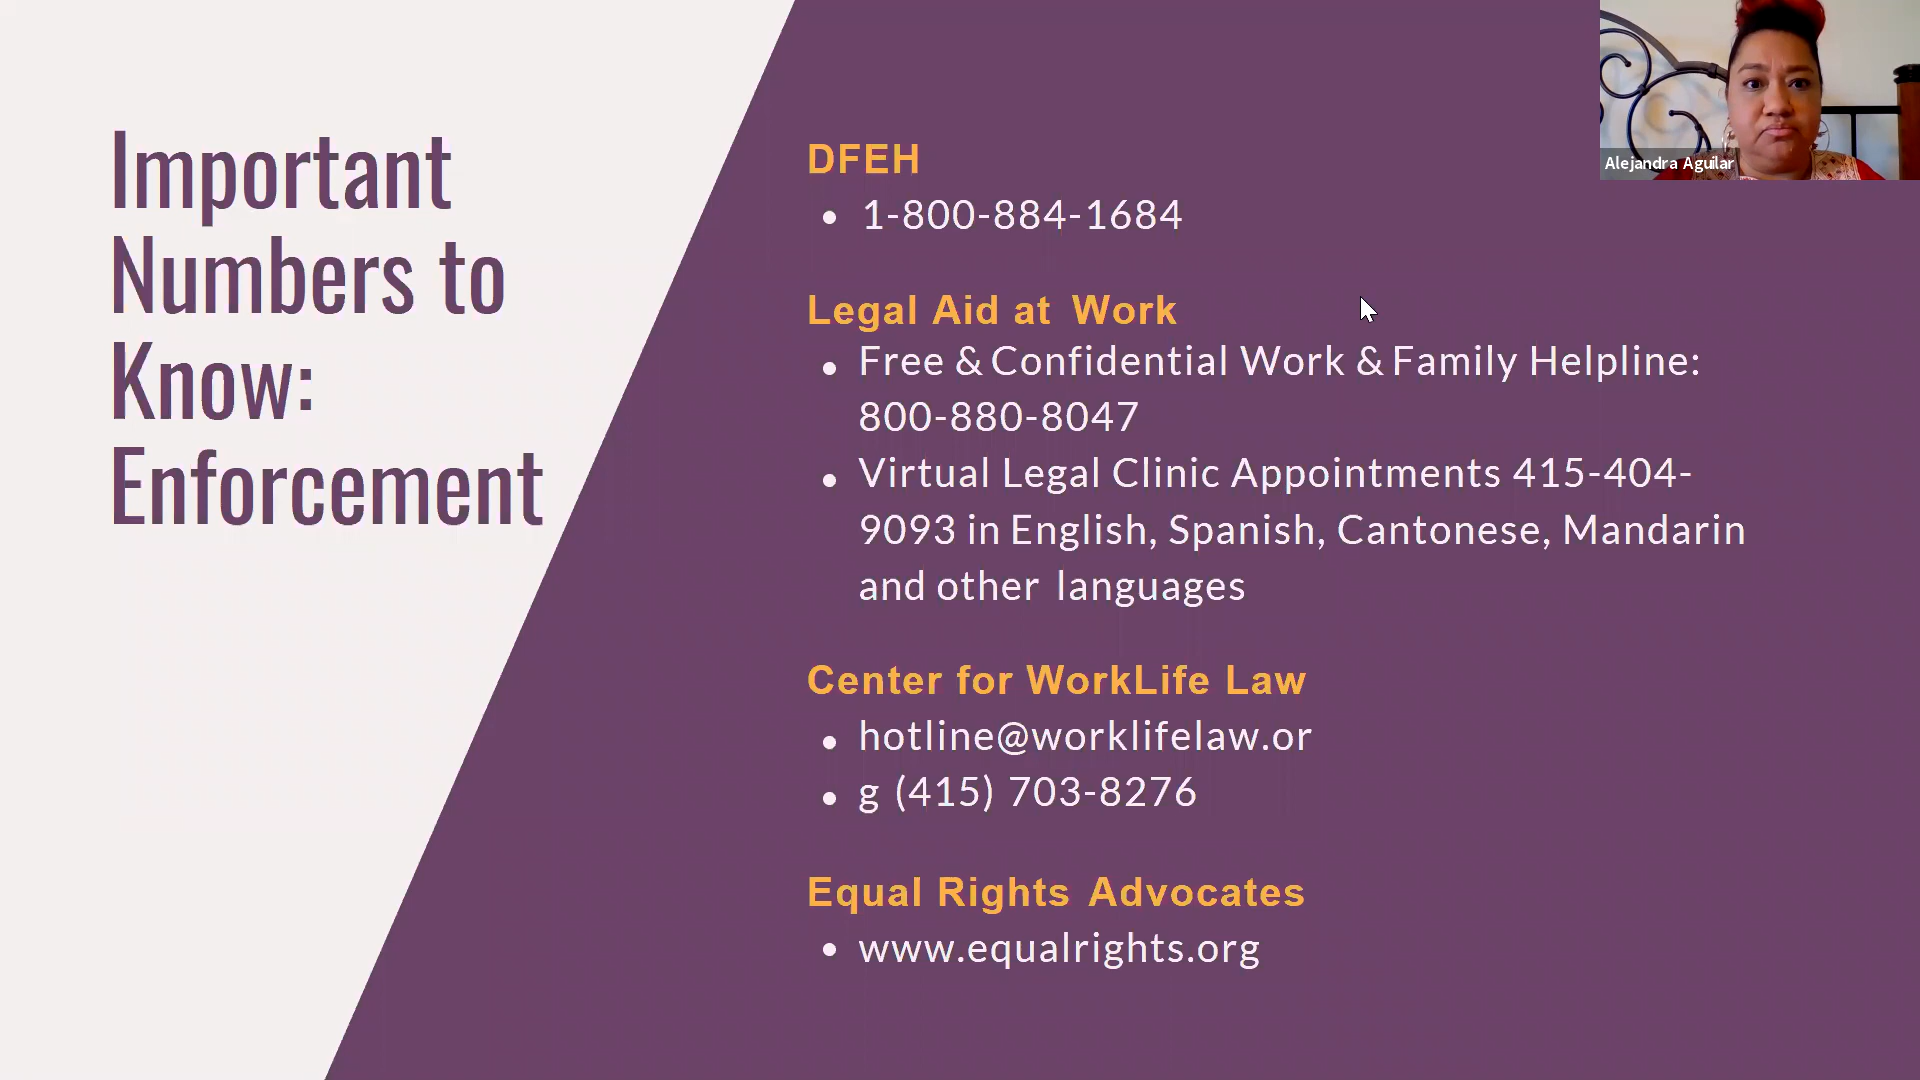 Important
Numbers to
Know:
Enforcement
DFEH
• 1-800-884-1684
Legal Aid at Work
• Free & Confidential Work & Family Helpline:
800-880-8047
• Virtual Legal Clinic Appointments 415-404-
9093 in English, Spanish, Cantonese, Mandarin
and other languages
Center for WorkLife Law
• hotline@worklifelaw.or
• g (415) 703-8276
Equal Rights Advocates
• www.equalrights.org
Alejandra Aguilar